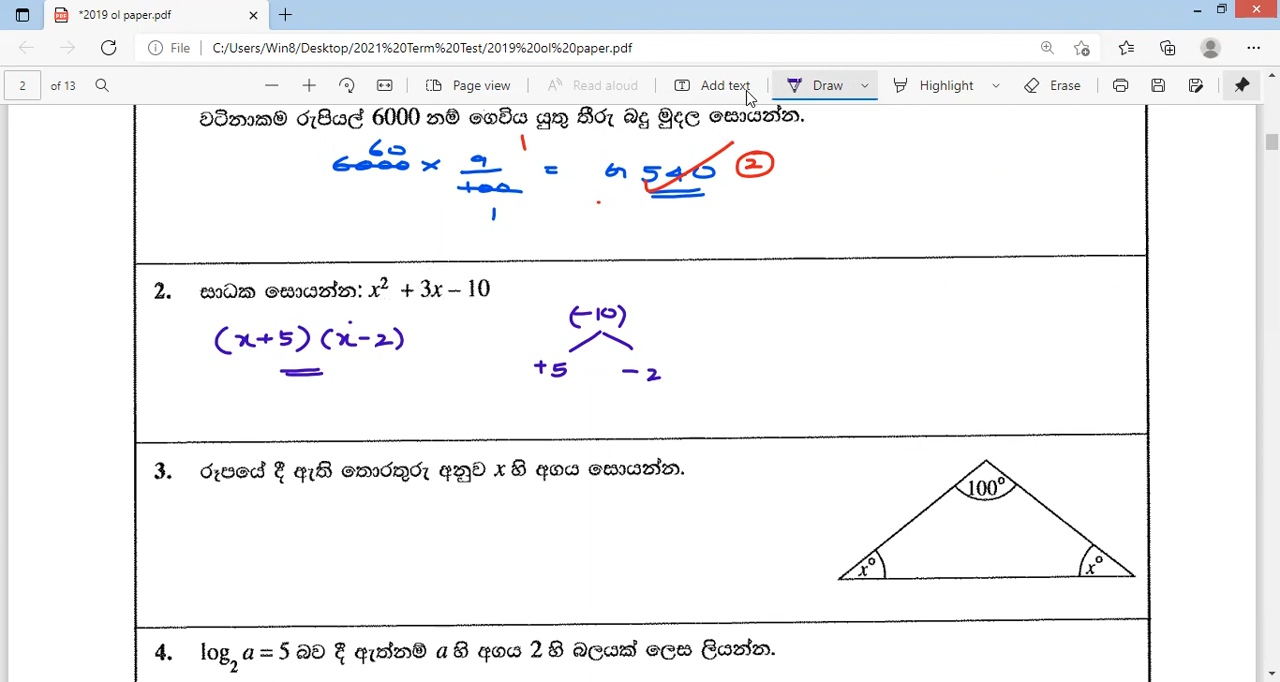 *2019 ol paper.pdf
File C:/Users/Win8/Desktop/2021%20Term%20Test/2019%20ol%20paper.pdf
2 of 13 Page view Read aloud Add text Draw Highlight Erase
වටිනාකම රුපියල් 6000 නම් ගෙවිය යුතු තීරු බදු මුදල සොයන්න.
60 1
6000 × 9/100 = රු 540 2
1
2. සාධක සොයන්න: x² + 3x – 10
(–10)
(x+5) (x–2)
+5 – 2
3. රූපයේ දී ඇති තොරතුරු අනුව x හි අගය සොයන්න.
100°
x° x°
4. log₂ a = 5 බව දී ඇත්නම් a හි අගය 2 හි බලයක් ලෙස ලියන්න.